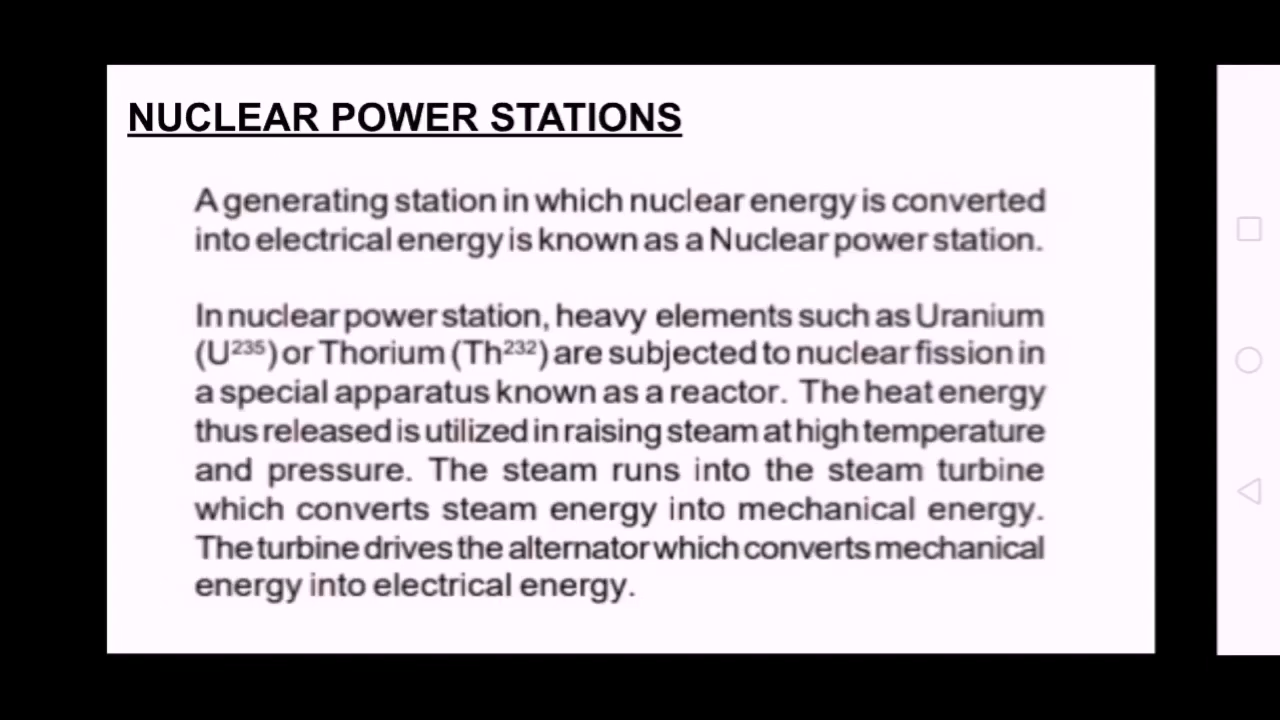 NUCLEAR POWER STATIONS
A generating station in which nuclear energy is converted
into electrical energy is known as a Nuclear power station.
In nuclear power station, heavy elements such as Uranium
(U²³⁵) or Thorium (Th²³²) are subjected to nuclear fission in
a special apparatus known as a reactor. The heat energy
thus released is utilized in raising steam at high temperature
and pressure. The steam runs into the steam turbine
which converts steam energy into mechanical energy.
The turbine drives the alternator which converts mechanical
energy into electrical energy.